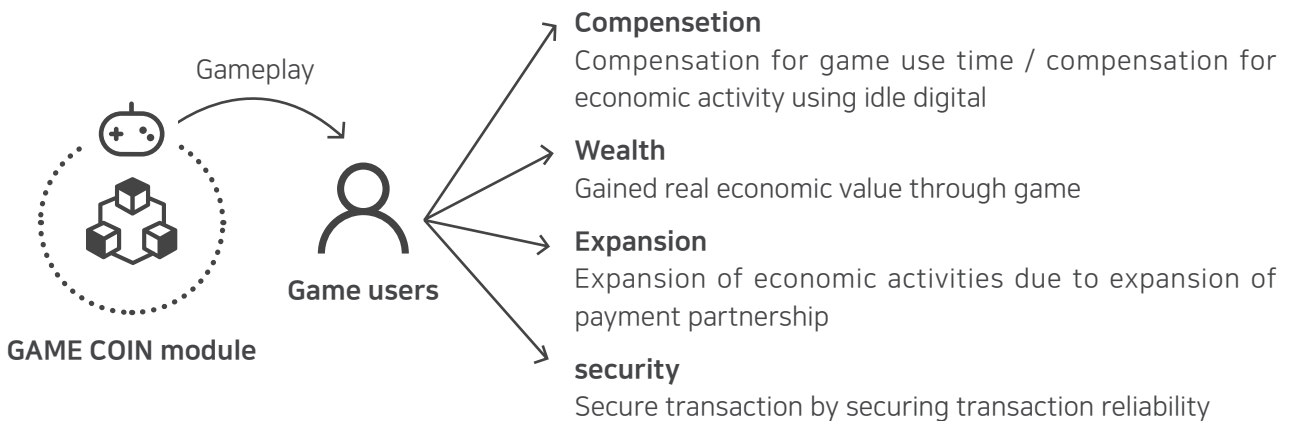 Gameplay
GAME COIN module
Game users
Compensetion
Compensation for game use time / compensation for
economic activity using idle digital
Wealth
Gained real economic value through game
Expansion
Expansion of economic activities due to expansion of
payment partnership
security
Secure transaction by securing transaction reliability